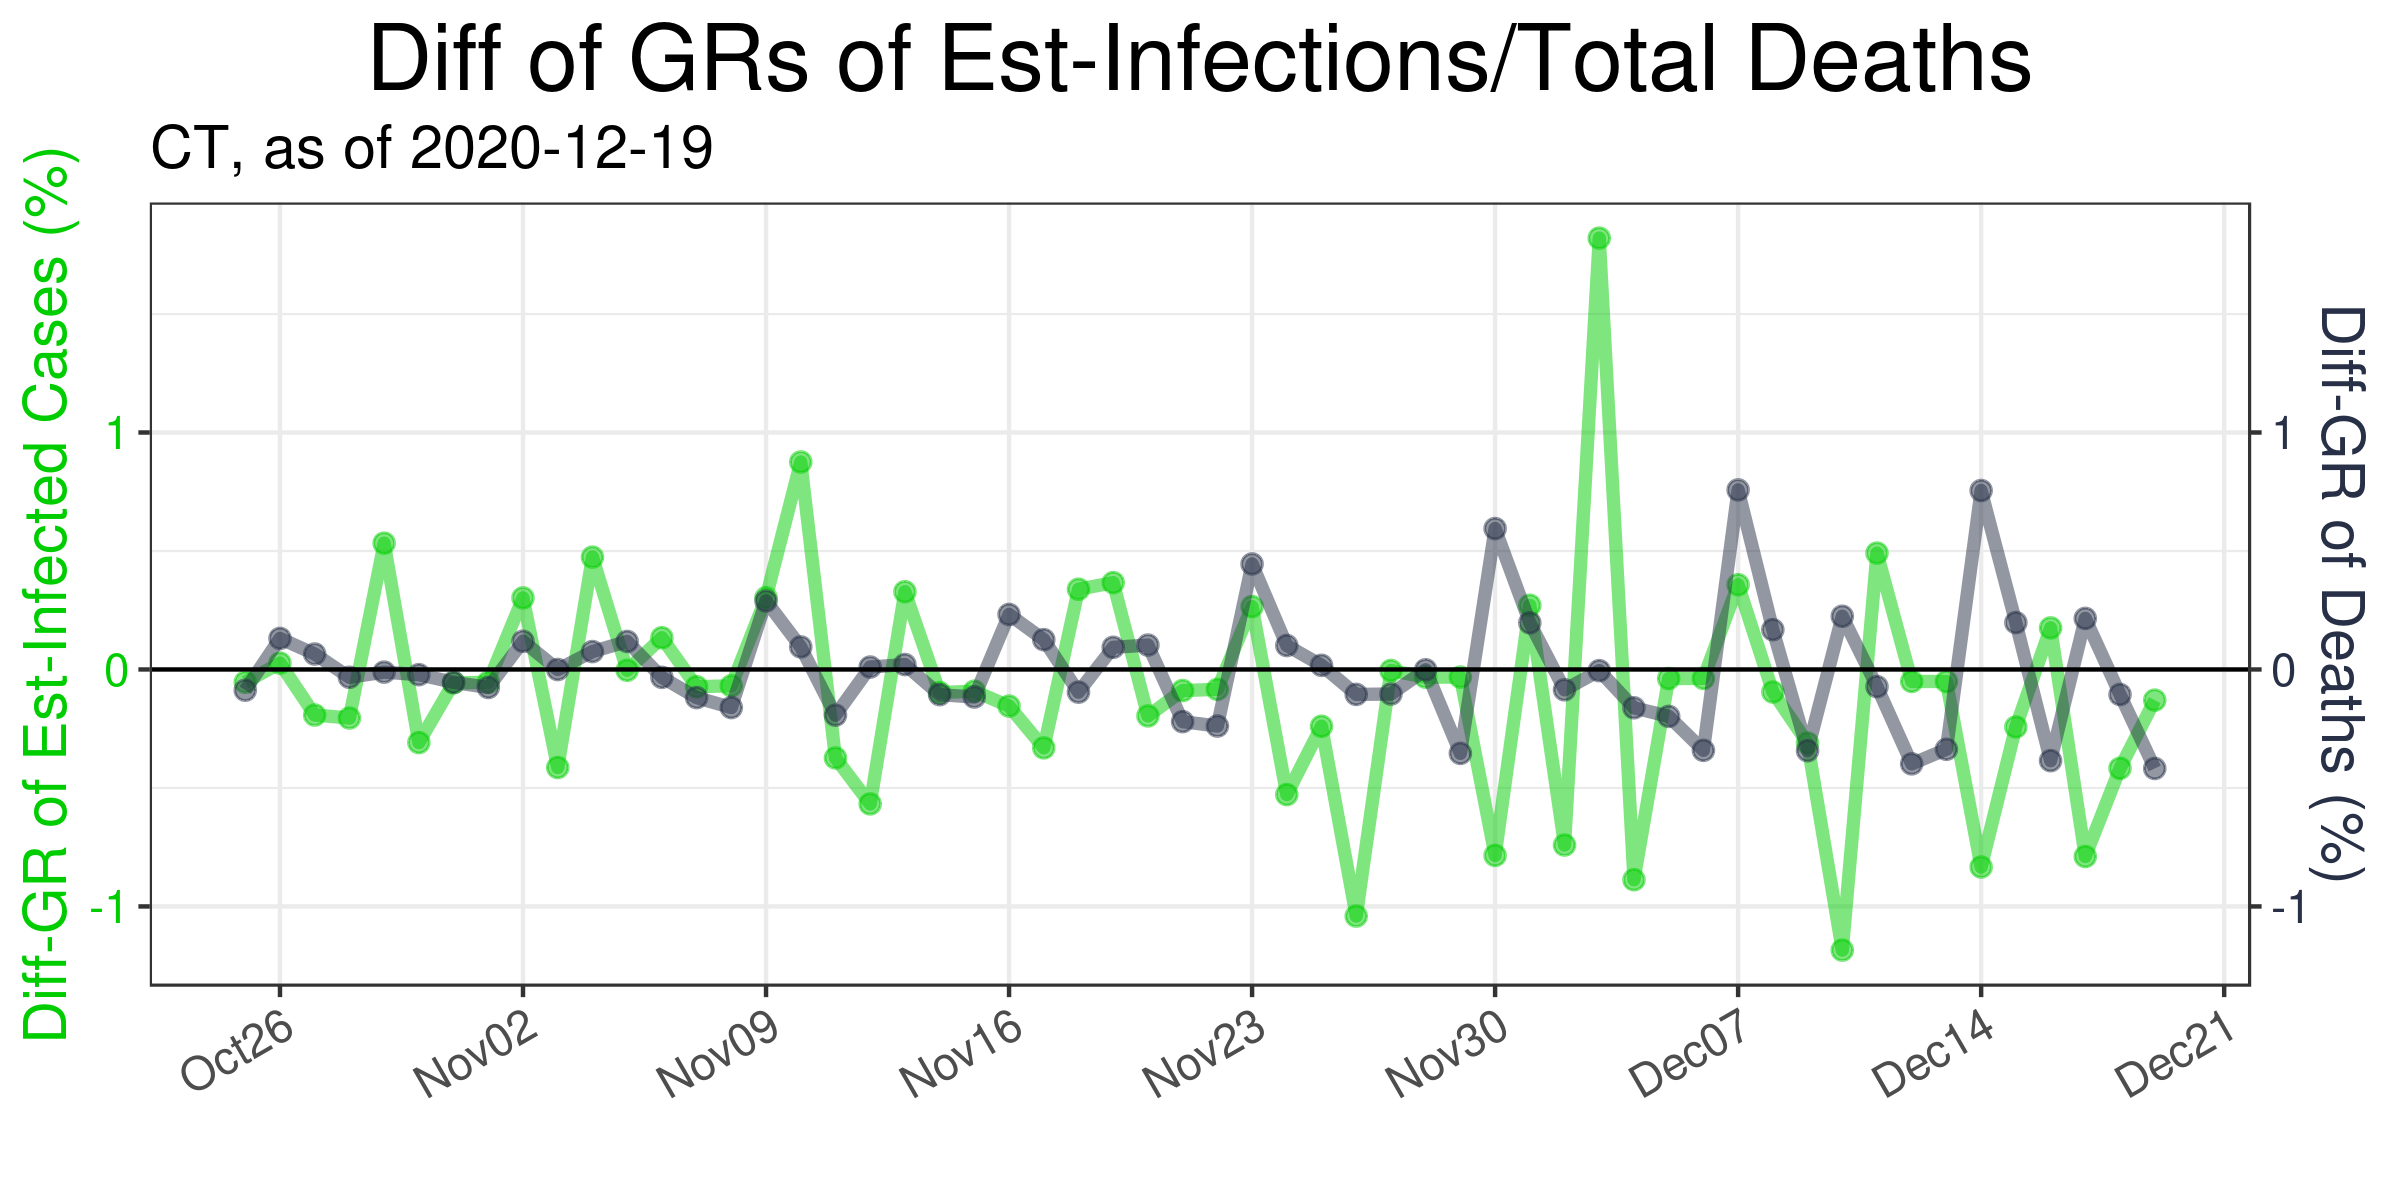 Diff of GRs of Est-Infections/Total Deaths
CT, as of 2020-12-19
Diff-GR of Est-Infected Cases (%)
1
0
-1
1
0
-1
Diff-GR of Deaths (%)
Oct26
Nov02
Nov09
Nov16
Nov23
Nov30
Dec07
Dec14
Dec21